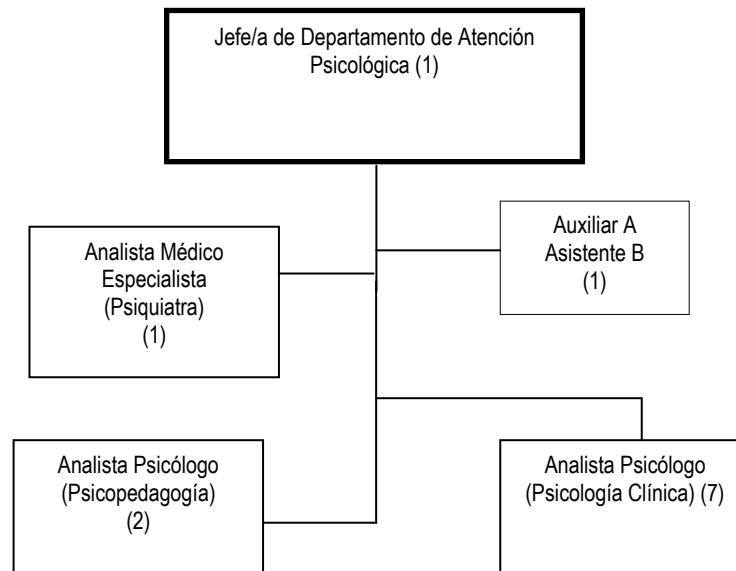 Jefe/a de Departamento de Atención
Psicológica (1)
Analista Médico
Especialista
(Psiquiatra)
(1)
Auxiliar A
Asistente B
(1)
Analista Psicólogo
(Psicopedagogía)
(2)
Analista Psicólogo
(Psicología Clínica) (7)